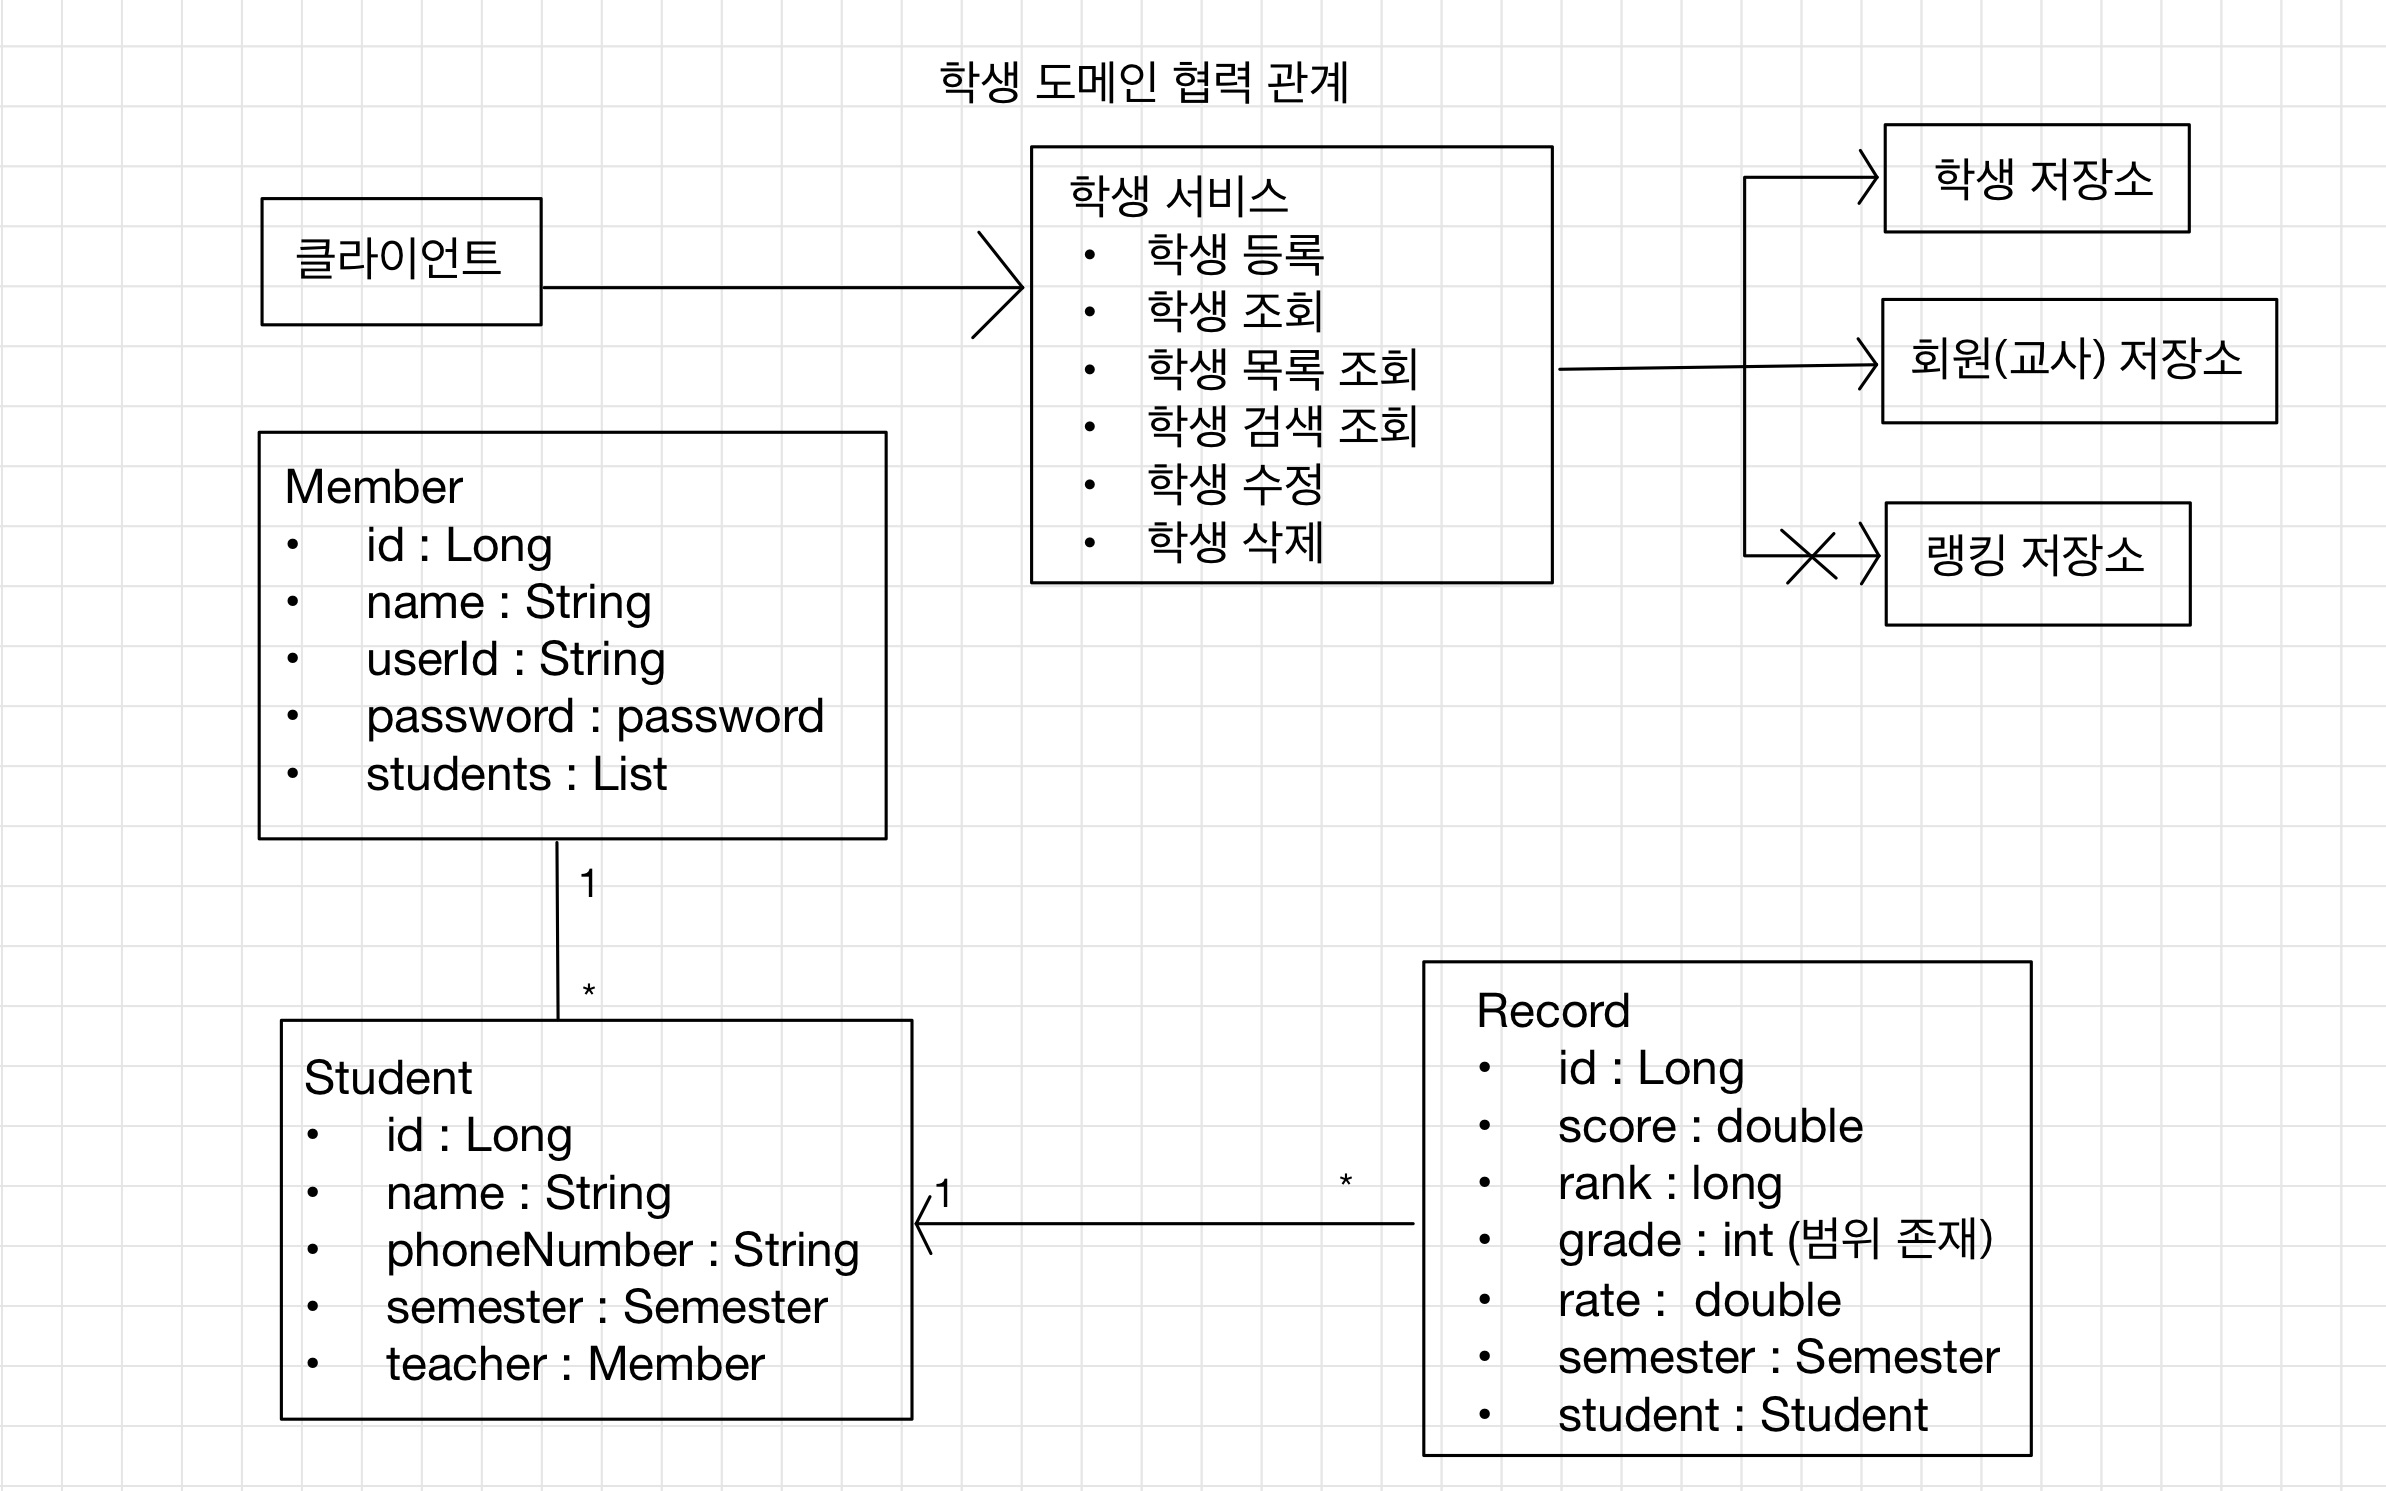 학생 도메인 협력 관계
클라이언트
학생 서비스
• 학생 등록
• 학생 조회
• 학생 목록 조회
• 학생 검색 조회
• 학생 수정
• 학생 삭제
학생 저장소
회원(교사) 저장소
랭킹 저장소
Member
• id : Long
• name : String
• userId : String
• password : password
• students : List
1
*
Student
• id : Long
• name : String
• phoneNumber : String
• semester : Semester
• teacher : Member
1
*
Record
• id : Long
• score : double
• rank : long
• grade : int (범위 존재)
• rate :  double
• semester : Semester
• student : Student